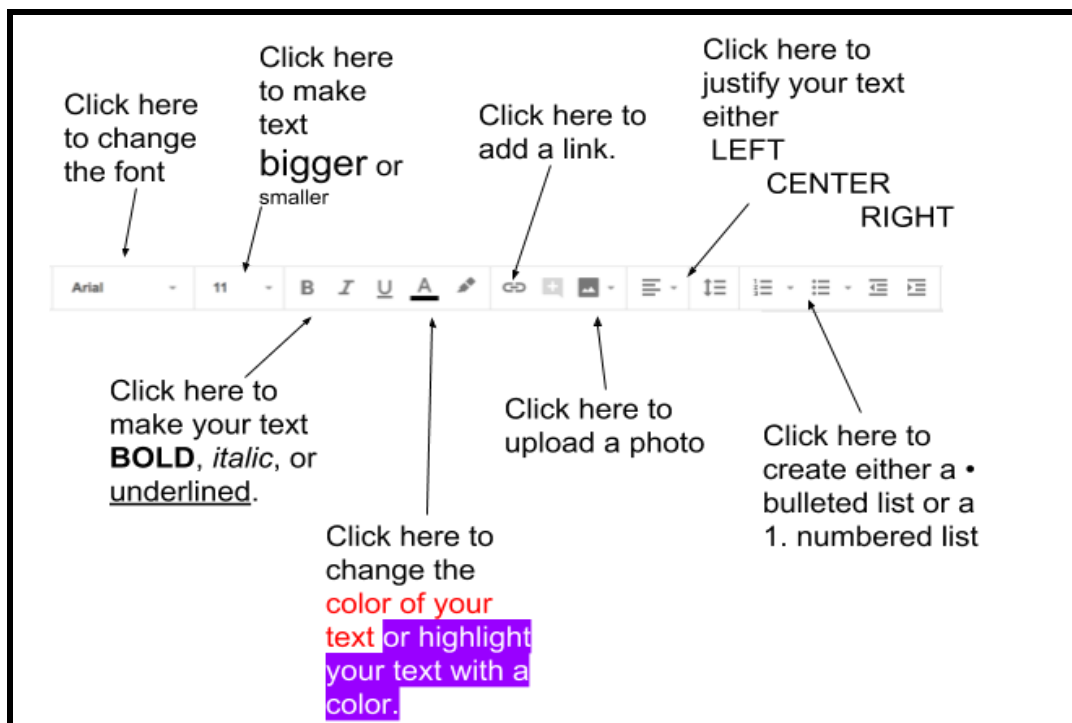 Click here
to change
the font
Click here
to make
text
bigger or
smaller
Click here to
add a link.
Click here to
justify your text
either
LEFT
CENTER
RIGHT
Arial 11 B I U A
Click here to
make your text
BOLD, italic, or
underlined.
Click here to
change the
color of your
text or highlight
your text with a
color.
Click here to
upload a photo
Click here to
create either a •
bulleted list or a
1. numbered list